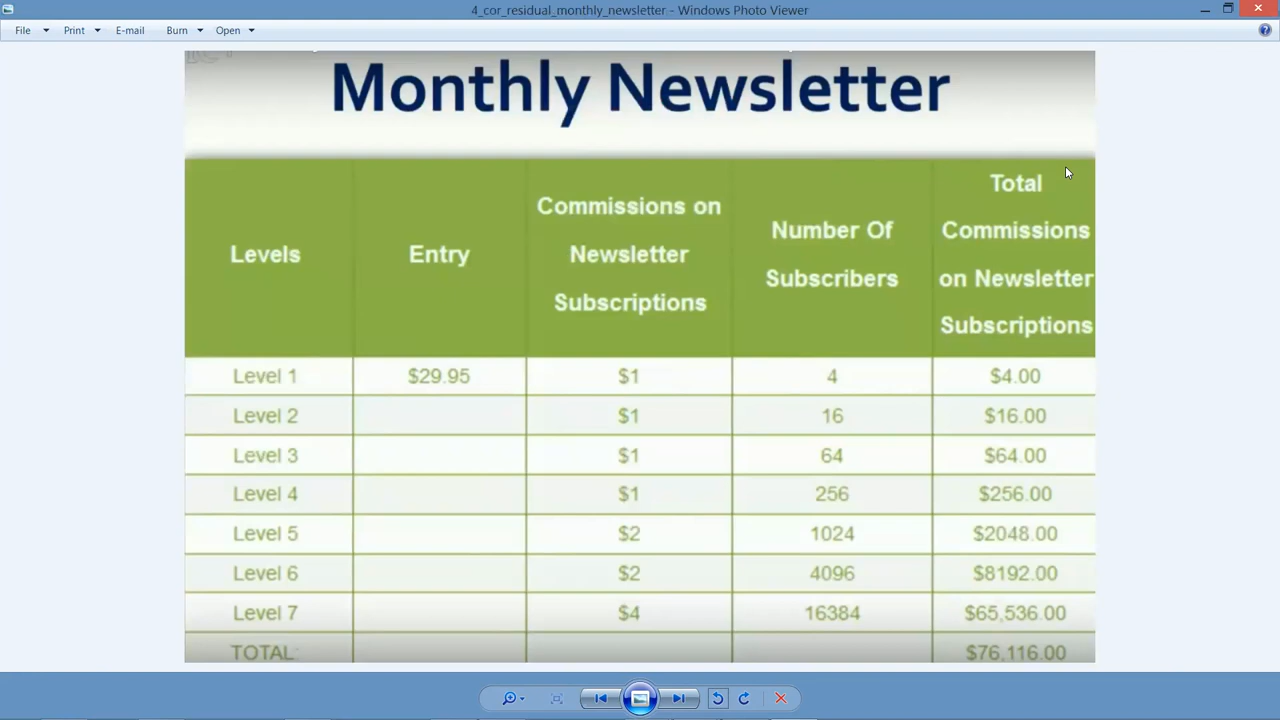 4_cor_residual_monthly_newsletter - Windows Photo Viewer
File Print E-mail Burn Open
Monthly Newsletter
Levels Entry Commissions on Newsletter Subscriptions Number Of Subscribers Total Commissions on Newsletter Subscriptions
Level 1 $29.95 $1 4 $4.00
Level 2 $1 16 $16.00
Level 3 $1 64 $64.00
Level 4 $1 256 $256.00
Level 5 $2 1024 $2048.00
Level 6 $2 4096 $8192.00
Level 7 $4 16384 $65,536.00
TOTAL: $76,116.00